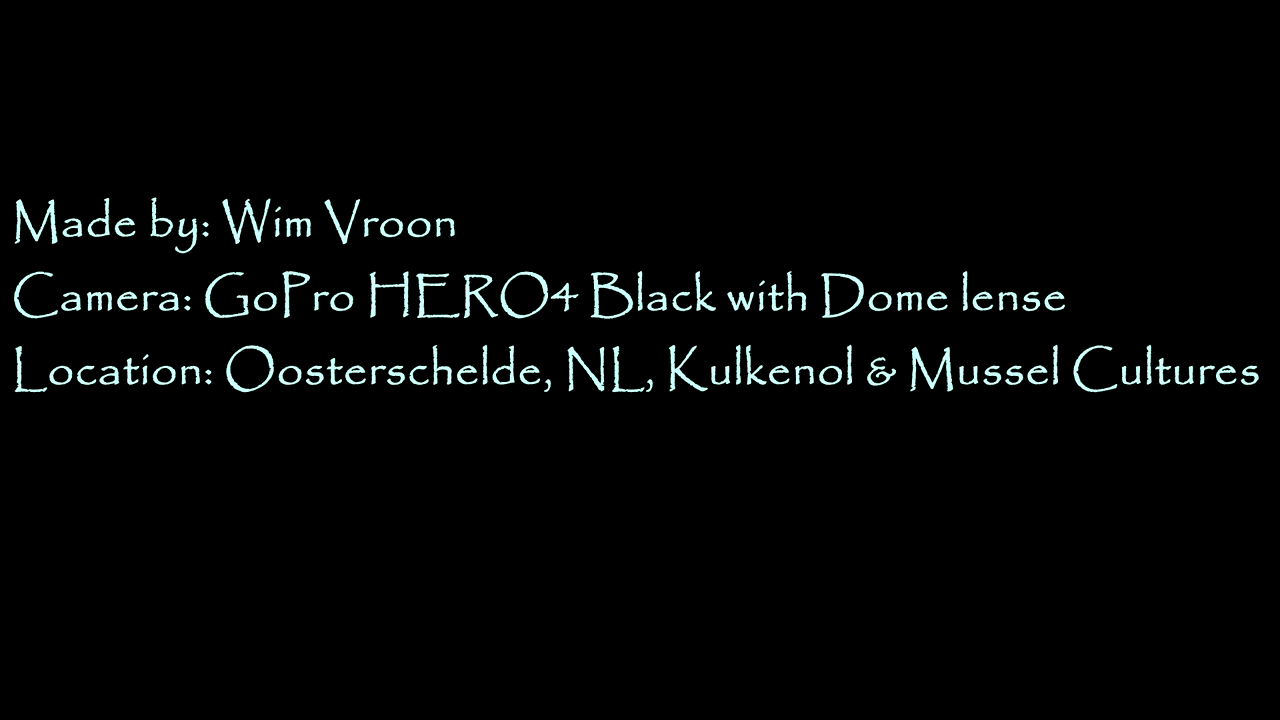 Made by: Wim Vroon
Camera: GoPro HERO4 Black with Dome lense
Location: Oosterschelde, NL, Kulkenol & Mussel Cultures